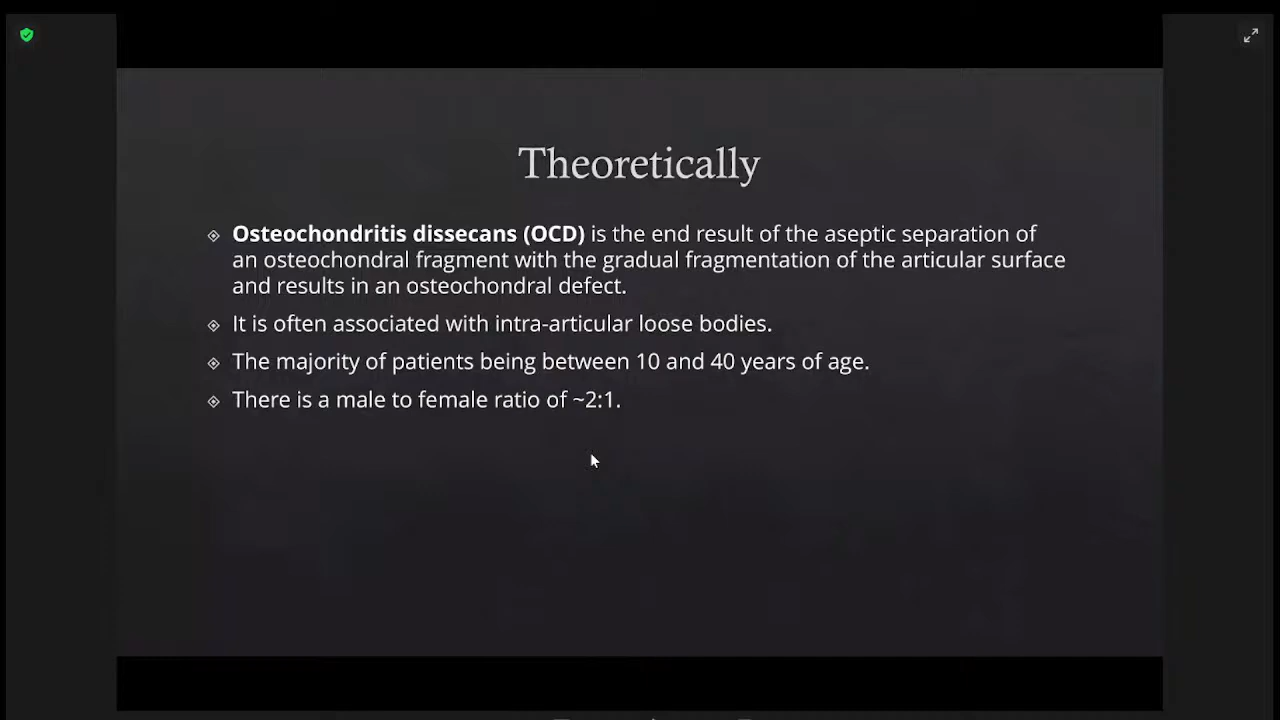 Theoretically
Osteochondritis dissecans (OCD) is the end result of the aseptic separation of
an osteochondral fragment with the gradual fragmentation of the articular surface
and results in an osteochondral defect.
It is often associated with intra-articular loose bodies.
The majority of patients being between 10 and 40 years of age.
There is a male to female ratio of ~2:1.